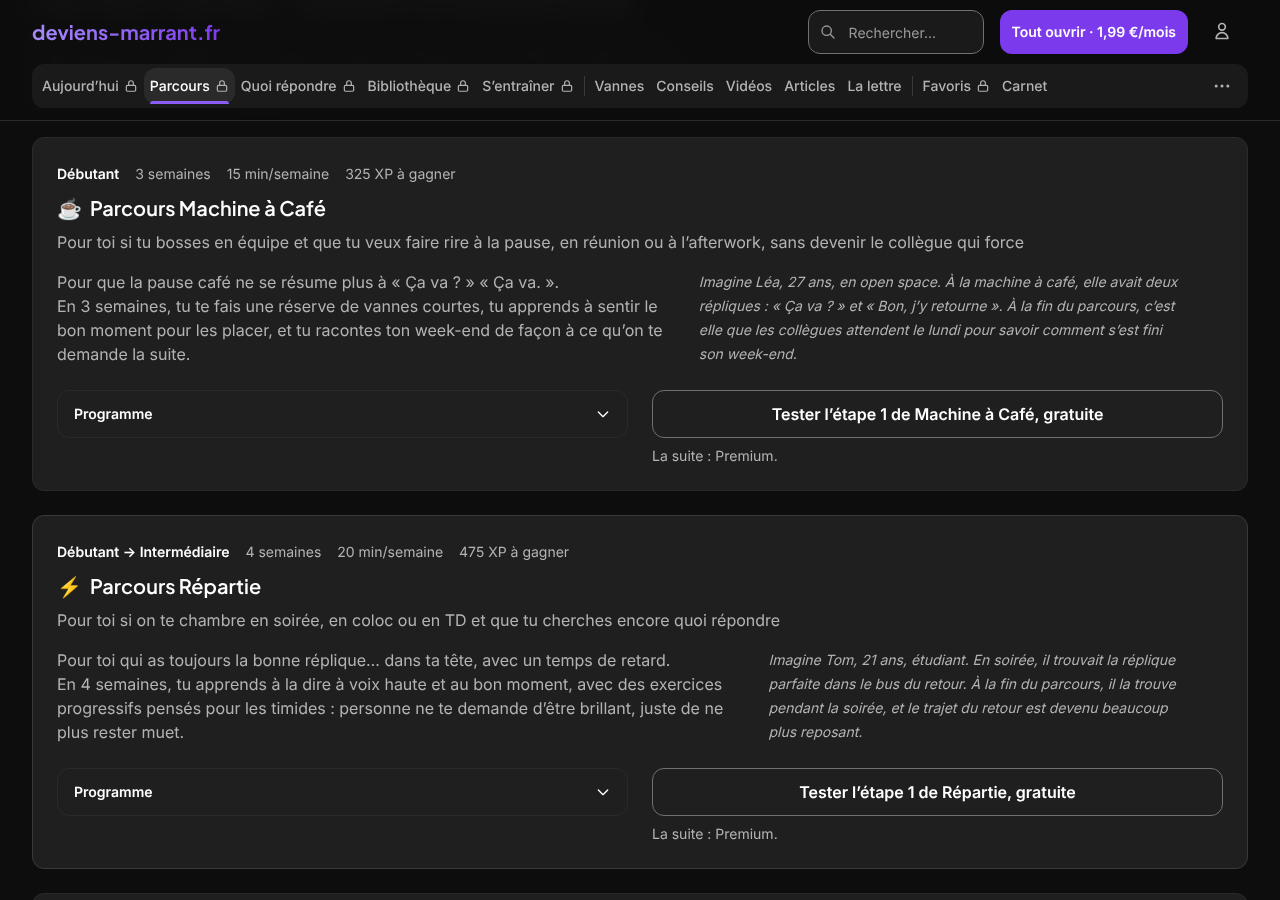 deviens-marrant.fr
Rechercher...
Tout ouvrir · 1,99 €/mois
Aujourd’hui
Parcours
Quoi répondre
Bibliothèque
S’entraîner
Vannes
Conseils
Vidéos
Articles
La lettre
Favoris
Carnet
Débutant 3 semaines 15 min/semaine 325 XP à gagner
☕ Parcours Machine à Café
Pour toi si tu bosses en équipe et que tu veux faire rire à la pause, en réunion ou à l’afterwork, sans devenir le collègue qui force
Pour que la pause café ne se résume plus à « Ça va ? » « Ça va. ».
En 3 semaines, tu te fais une réserve de vannes courtes, tu apprends à sentir le
bon moment pour les placer, et tu racontes ton week-end de façon à ce qu’on te
demande la suite.
Imagine Léa, 27 ans, en open space. À la machine à café, elle avait deux
répliques : « Ça va ? » et « Bon, j’y retourne ». À la fin du parcours, c’est
elle que les collègues attendent le lundi pour savoir comment s’est fini
son week-end.
Programme
Tester l’étape 1 de Machine à Café, gratuite
La suite : Premium.
Débutant → Intermédiaire 4 semaines 20 min/semaine 475 XP à gagner
⚡ Parcours Répartie
Pour toi si on te chambre en soirée, en coloc ou en TD et que tu cherches encore quoi répondre
Pour toi qui as toujours la bonne réplique… dans ta tête, avec un temps de retard.
En 4 semaines, tu apprends à la dire à voix haute et au bon moment, avec des exercices
progressifs pensés pour les timides : personne ne te demande d’être brillant, juste de ne
plus rester muet.
Imagine Tom, 21 ans, étudiant. En soirée, il trouvait la réplique
parfaite dans le bus du retour. À la fin du parcours, il la trouve
pendant la soirée, et le trajet du retour est devenu beaucoup
plus reposant.
Programme
Tester l’étape 1 de Répartie, gratuite
La suite : Premium.